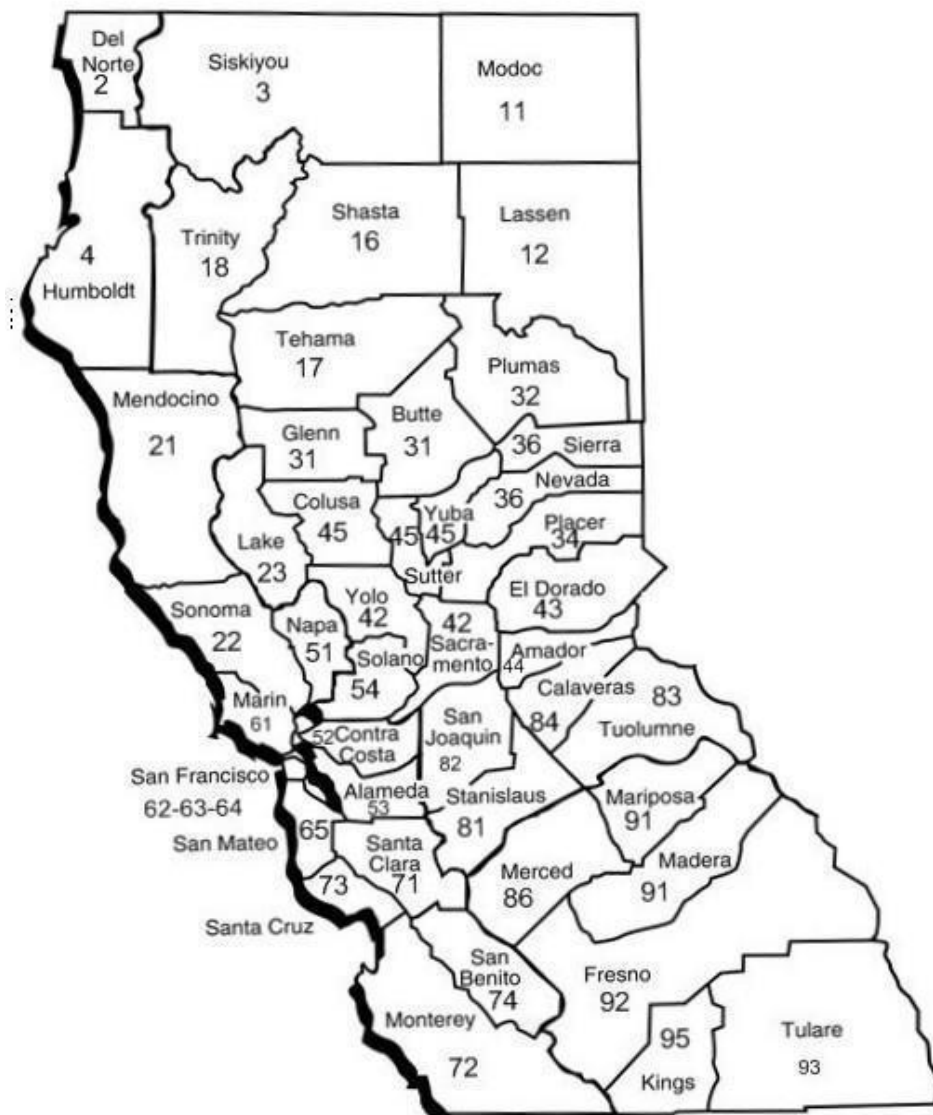 Del
Norte
2
Siskiyou
3
Modoc
11
Shasta
16
Lassen
12
Trinity
18
4
Humboldt
Tehama
17
Plumas
32
Mendocino
21
Butte
31
Glenn
31
36
Sierra
Nevada
36
Colusa
45
45
Yuba
45
Placer
34
Lake
23
Sutter
El Dorado
43
Sonoma
22
Napa
51
Yolo
42
42
Sacra-
mento
Solano
54
Amador
44
Calaveras
84
83
Tuolumne
Marin
61
52
Contra
Costa
San
Joaquin
82
San Francisco
62-63-64
Alameda
53
Stanislaus
81
Mariposa
91
San Mateo
65
Santa
Clara
71
Merced
86
Madera
91
73
Santa Cruz
San
Benito
74
Fresno
92
Monterey
72
95
Kings
Tulare
93